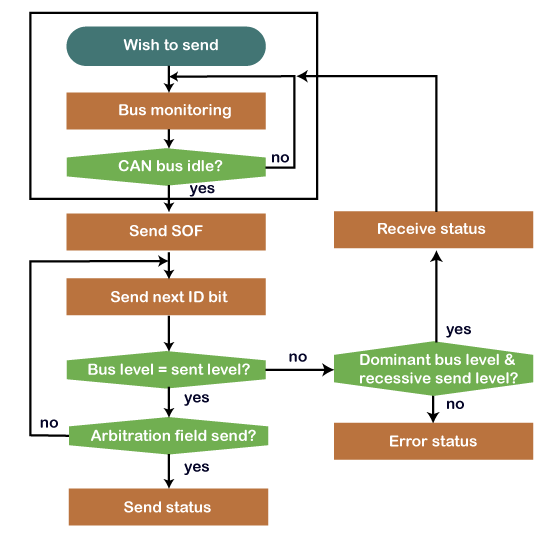 Wish to send
Bus monitoring
CAN bus idle?
no
yes
Send SOF
Receive status
Send next ID bit
yes
Bus level = sent level?
no
Dominant bus level &
recessive send level?
yes
no
no
Arbitration field send?
Error status
yes
Send status